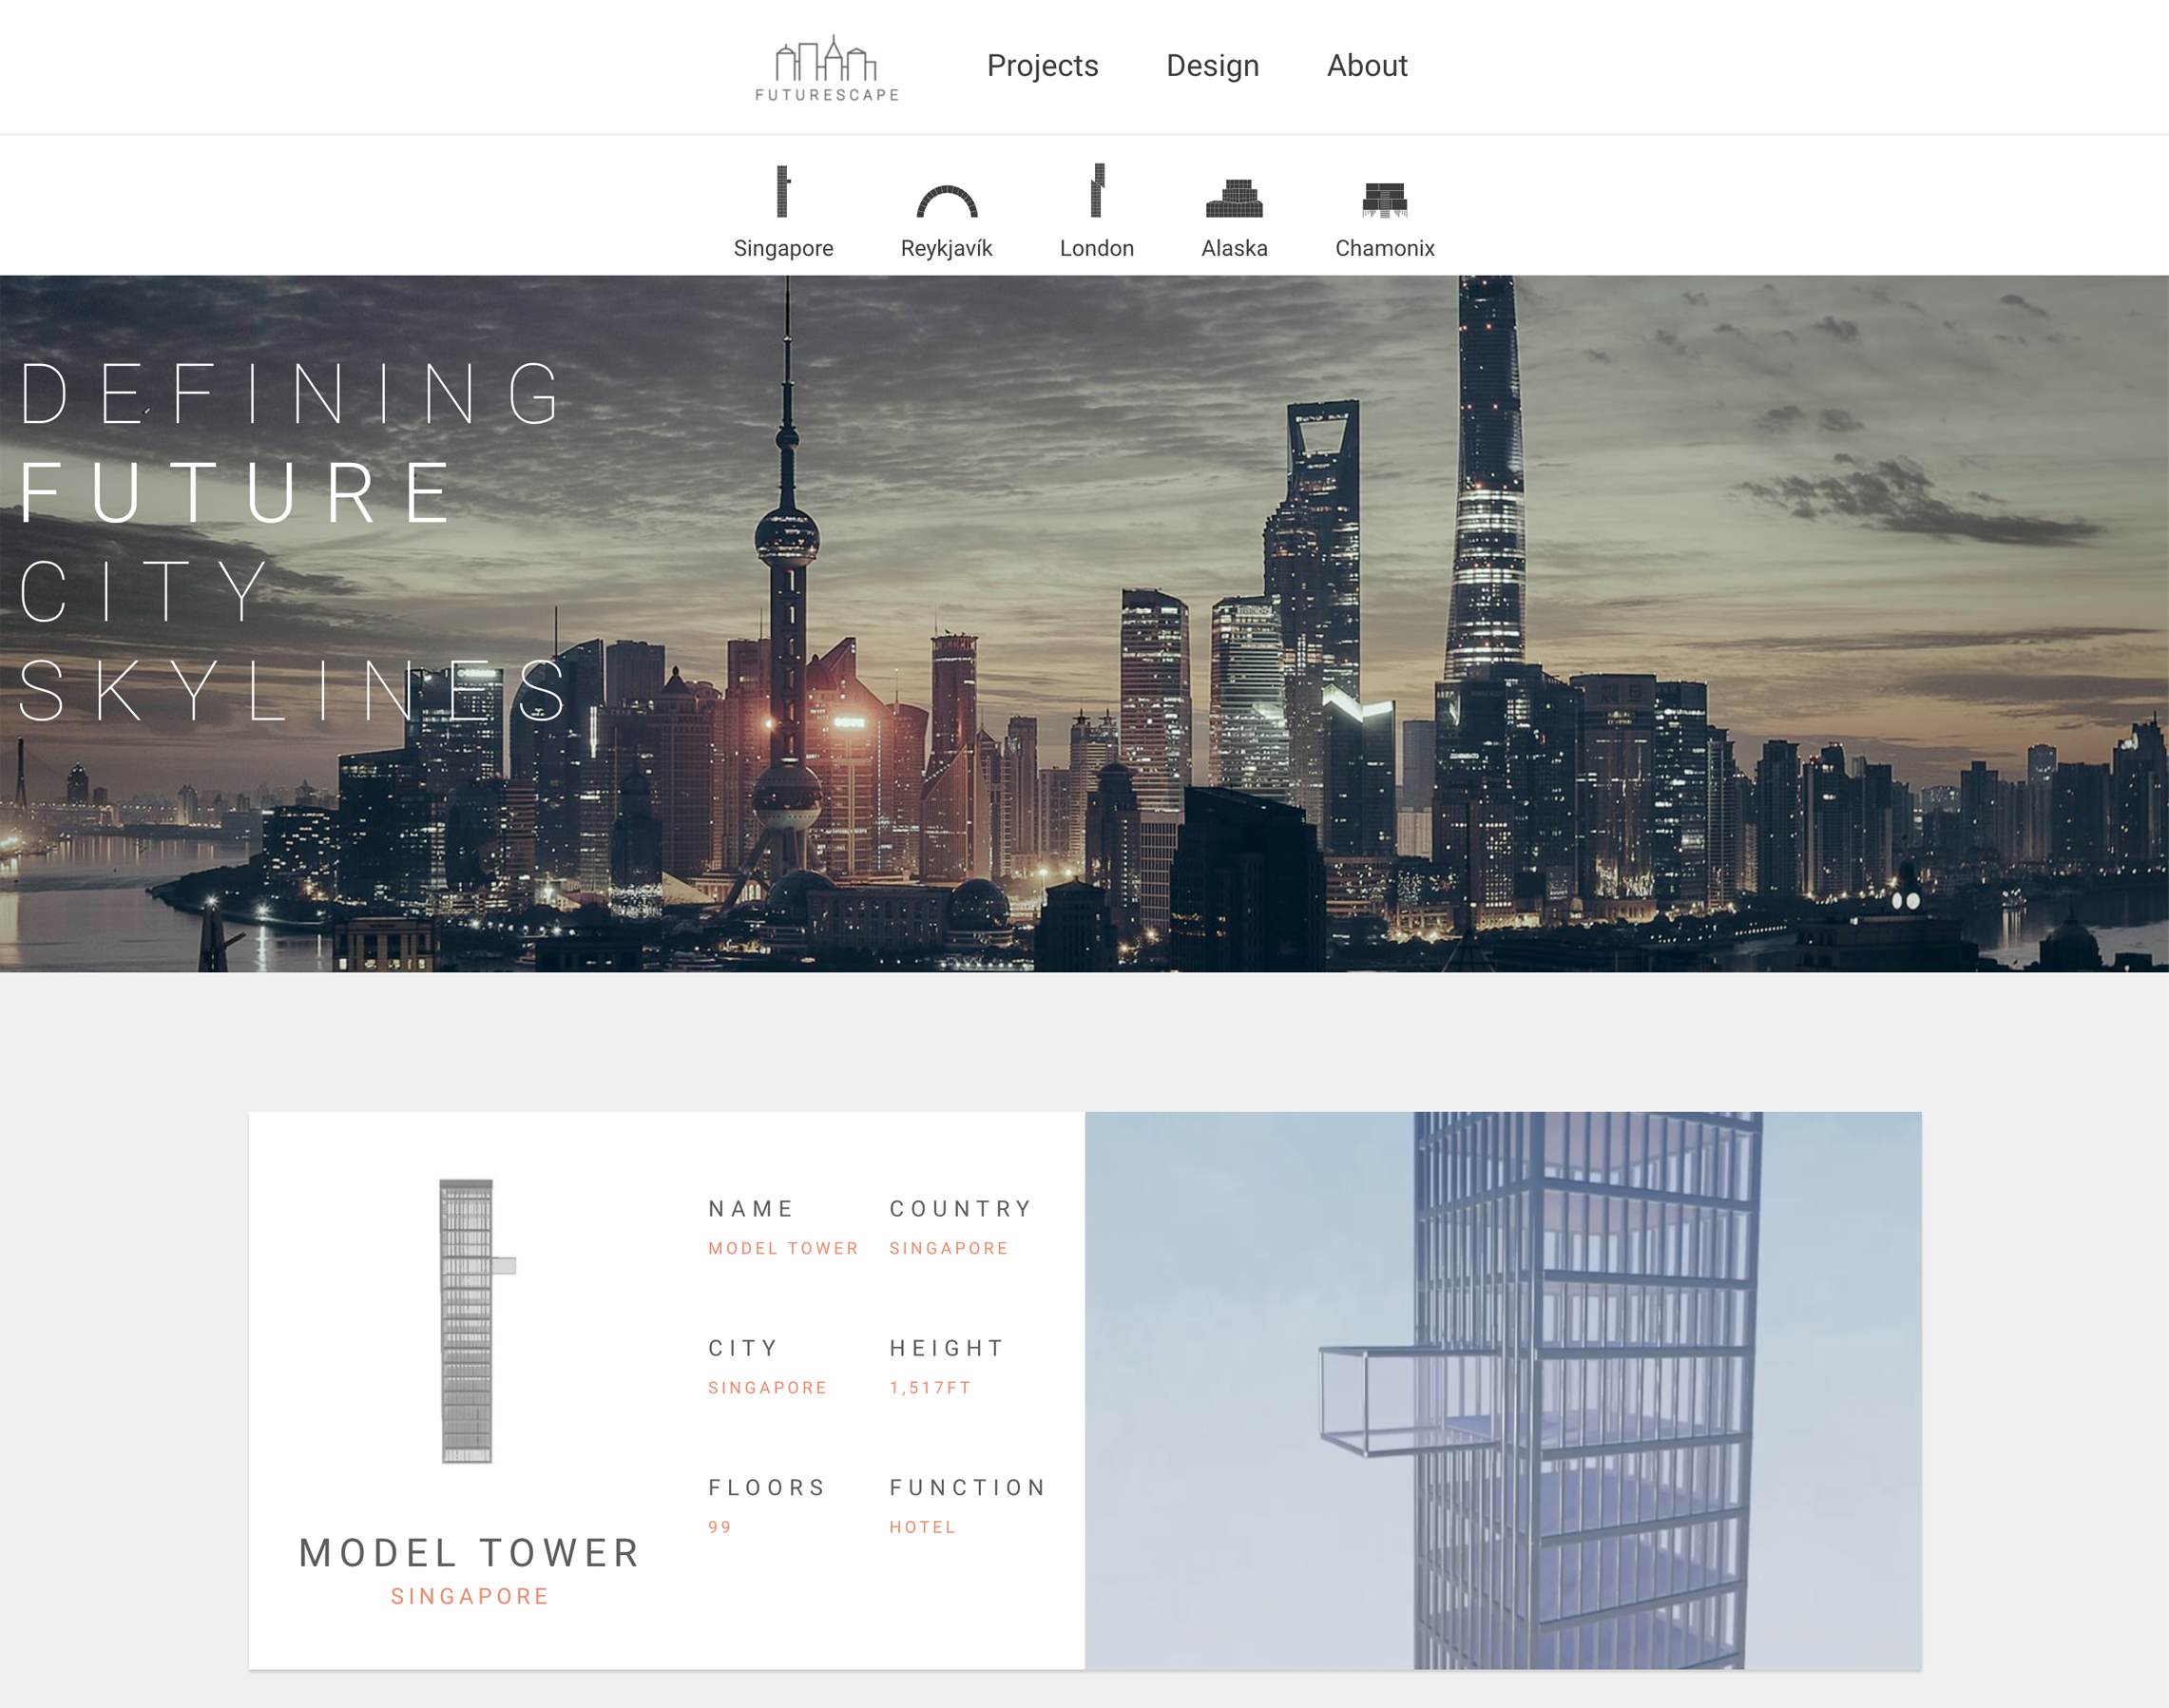 FUTURESCAPE
Projects
Design
About
Singapore
Reykjavík
London
Alaska
Chamonix
DEFINING
FUTURE
CITY
SKYLINES
NAME
MODEL TOWER
COUNTRY
SINGAPORE
CITY
SINGAPORE
HEIGHT
1,517FT
FLOORS
99
FUNCTION
HOTEL
MODEL TOWER
SINGAPORE